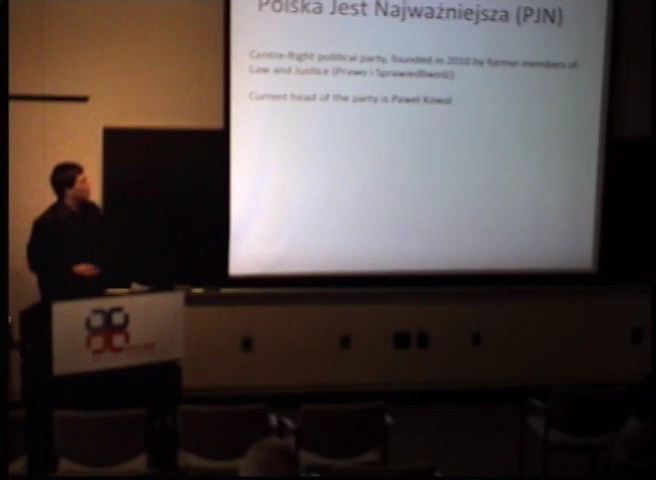 Polska Jest Najważniejsza (PJN)
Centre-Right political party, founded in 2010 by former members of
Law and Justice (Prawo i Sprawiedliwość)
Current head of the party is Paweł Kowal